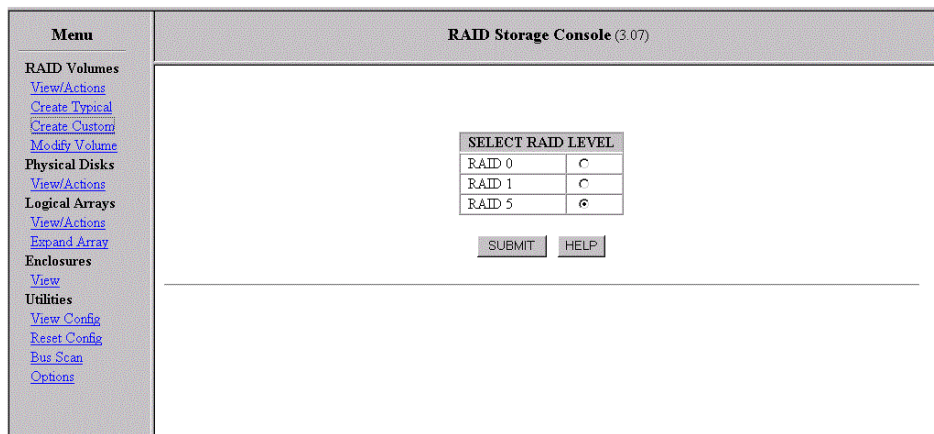 Menu
RAID Volumes
View/Actions
Create Typical
Create Custom
Modify Volume
Physical Disks
View/Actions
Logical Arrays
View/Actions
Expand Array
Enclosures
View
Utilities
View Config
Reset Config
Bus Scan
Options
RAID Storage Console (3.07)
SELECT RAID LEVEL
RAID 0
RAID 1
RAID 5
SUBMIT HELP